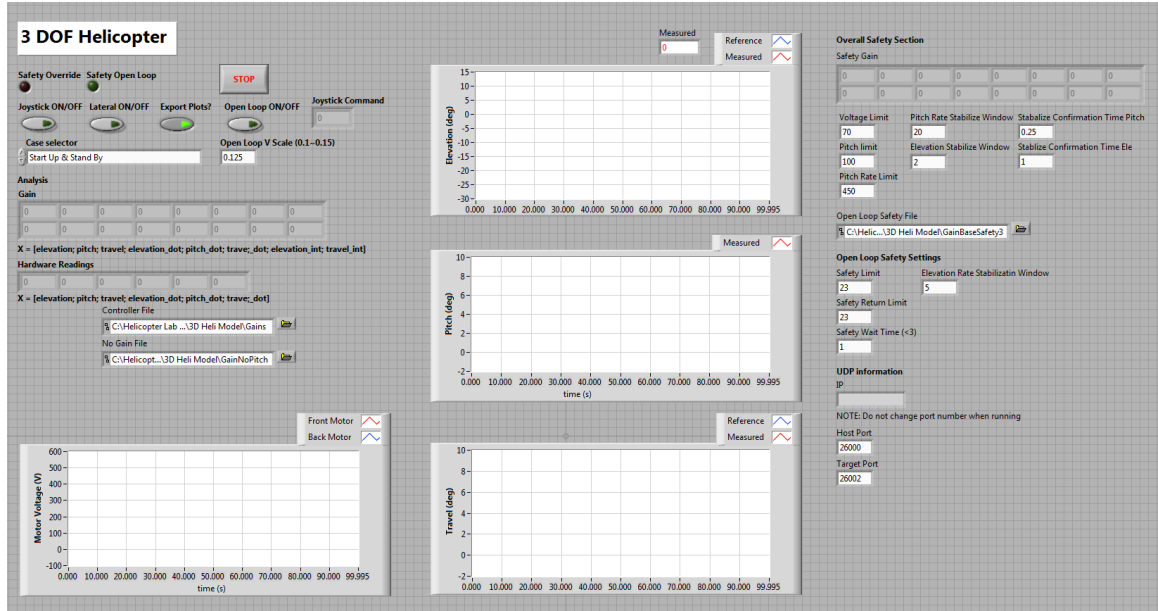 3 DOF Helicopter
Safety Override Safety Open Loop
STOP
Joystick ON/OFF Lateral ON/OFF Export Plots? Open Loop ON/OFF Joystick Command
0
Case selector
Start Up & Stand By
Open Loop V Scale (0.1–0.15)
0.125
Analysis
Gain
0 0 0 0 0 0 0 0
0 0 0 0 0 0 0 0
X = [elevation; pitch; travel; elevation_dot; pitch_dot; trave;_dot; elevation_int; travel_int]
Hardware Readings
0 0 0 0 0 0
X = [elevation; pitch; travel; elevation_dot; pitch_dot; trave;_dot]
Controller File
C:\Helicopter Lab ...\3D Heli Model\Gains
No Gain File
C:\Helicopt...\3D Heli Model\GainNoPitch
Front Motor
Back Motor
Motor Voltage (V)
600
500
400
300
200
100
0
-100
0.000 10.000 20.000 30.000 40.000 50.000 60.000 70.000 80.000 90.000 99.995
time (s)
Measured
0
Reference
Measured
Elevation (deg)
15
10
5
0
-5
-10
-15
-20
-25
-30
0.000 10.000 20.000 30.000 40.000 50.000 60.000 70.000 80.000 90.000 99.995
Measured
Pitch (deg)
10
8
6
4
2
0
-2
0.000 10.000 20.000 30.000 40.000 50.000 60.000 70.000 80.000 90.000 99.995
time (s)
Reference
Measured
Travel (deg)
10
8
6
4
2
0
-2
0.000 10.000 20.000 30.000 40.000 50.000 60.000 70.000 80.000 90.000 99.995
Overall Safety Section
Safety Gain
0 0 0 0 0 0 0 0
0 0 0 0 0 0 0 0
Voltage Limit Pitch Rate Stabilize Window Stabalize Confirmation Time Pitch
70 20 0.25
Pitch limit Elevation Stabilize Window Stablize Confirmation Time Ele
100 2 1
Pitch Rate Limit
450
Open Loop Safety File
C:\Helic...\3D Heli Model\GainBaseSafety3
Open Loop Safety Settings
Safety Limit Elevation Rate Stabilizatin Window
23 5
Safety Return Limit
23
Safety Wait Time (<3)
1
UDP information
IP
NOTE: Do not change port number when running
Host Port
26000
Target Port
26002